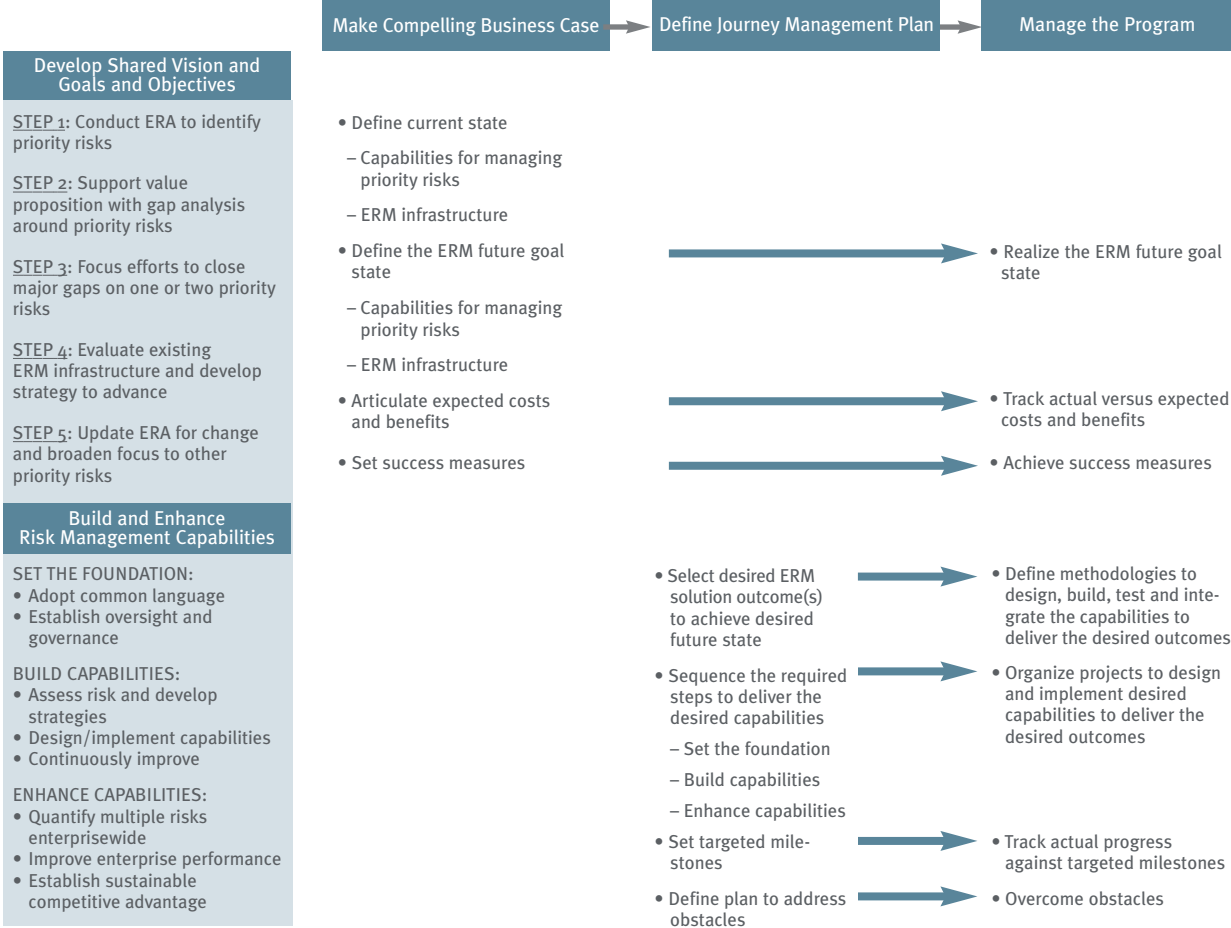 Make Compelling Business Case
Define Journey Management Plan
Manage the Program
Develop Shared Vision and
Goals and Objectives
STEP 1: Conduct ERA to identify
priority risks
STEP 2: Support value
proposition with gap analysis
around priority risks
STEP 3: Focus efforts to close
major gaps on one or two priority
risks
STEP 4: Evaluate existing
ERM infrastructure and develop
strategy to advance
STEP 5: Update ERA for change
and broaden focus to other
priority risks
• Define current state
– Capabilities for managing
priority risks
– ERM infrastructure
• Define the ERM future goal
state
– Capabilities for managing
priority risks
– ERM infrastructure
• Articulate expected costs
and benefits
• Set success measures
• Realize the ERM future goal
state
• Track actual versus expected
costs and benefits
• Achieve success measures
Build and Enhance
Risk Management Capabilities
SET THE FOUNDATION:
• Adopt common language
• Establish oversight and
governance
BUILD CAPABILITIES:
• Assess risk and develop
strategies
• Design/implement capabilities
• Continuously improve
ENHANCE CAPABILITIES:
• Quantify multiple risks
enterprisewide
• Improve enterprise performance
• Establish sustainable
competitive advantage
• Select desired ERM
solution outcome(s)
to achieve desired
future state
• Sequence the required
steps to deliver the
desired capabilities
– Set the foundation
– Build capabilities
– Enhance capabilities
• Set targeted mile-
stones
• Define plan to address
obstacles
• Define methodologies to
design, build, test and inte-
grate the capabilities to
deliver the desired outcomes
• Organize projects to design
and implement desired
capabilities to deliver the
desired outcomes
• Track actual progress
against targeted milestones
• Overcome obstacles